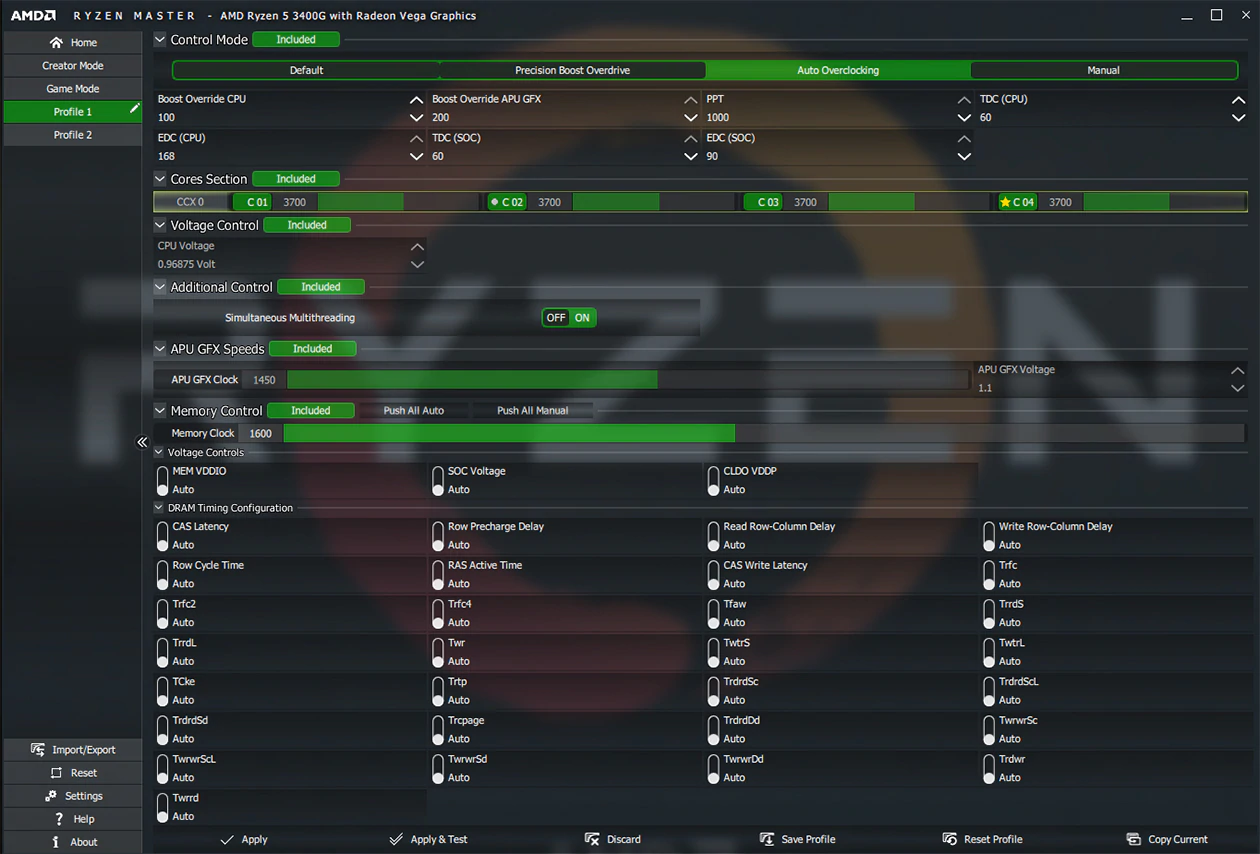 AMD RYZEN MASTER - AMD Ryzen 5 3400G with Radeon Vega Graphics
Home
Creator Mode
Game Mode
Profile 1
Profile 2
Control Mode Included
Default Precision Boost Overdrive Auto Overclocking Manual
Boost Override CPU Boost Override APU GFX PPT TDC (CPU)
100 200 1000 60
EDC (CPU) TDC (SOC) EDC (SOC)
168 60 90
Cores Section Included
CCX 0 C 01 3700 C 02 3700 C 03 3700 C 04 3700
Voltage Control Included
CPU Voltage
0.96875 Volt
Additional Control Included
Simultaneous Multithreading OFF ON
APU GFX Speeds Included
APU GFX Clock 1450 APU GFX Voltage
1.1
Memory Control Included Push All Auto Push All Manual
Memory Clock 1600
Voltage Controls
MEM VDDIO SOC Voltage CLDO VDDP
Auto Auto Auto
DRAM Timing Configuration
CAS Latency Row Precharge Delay Read Row-Column Delay Write Row-Column Delay
Auto Auto Auto Auto
Row Cycle Time RAS Active Time CAS Write Latency Trfc
Auto Auto Auto Auto
Trfc2 Trfc4 Tfaw TrrdS
Auto Auto Auto Auto
TrrdL Twr TwtrS TwtrL
Auto Auto Auto Auto
TCke Trtp TrdrdSc TrdrdScL
Auto Auto Auto Auto
TrdrdSd Trcpage TrdrdDd TwrwrSc
Auto Auto Auto Auto
TwrwrScL TwrwrSd TwrwrDd Trdwr
Auto Auto Auto Auto
Twrrd
Auto
Import/Export
Reset
Settings
Help
About
Apply Apply & Test Discard Save Profile Reset Profile Copy Current
RYZEN